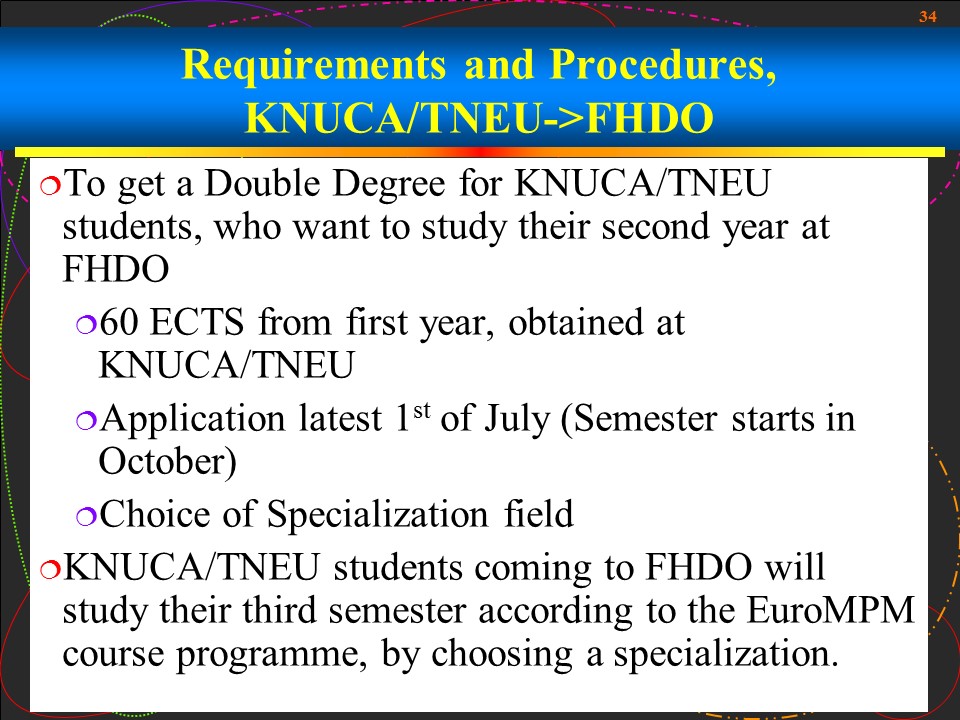 34
Requirements and Procedures,
KNUCA/TNEU->FHDO
To get a Double Degree for KNUCA/TNEU
students, who want to study their second year at
FHDO
60 ECTS from first year, obtained at
KNUCA/TNEU
Application latest 1st of July (Semester starts in
October)
Choice of Specialization field
KNUCA/TNEU students coming to FHDO will
study their third semester according to the EuroMPM
course programme, by choosing a specialization.